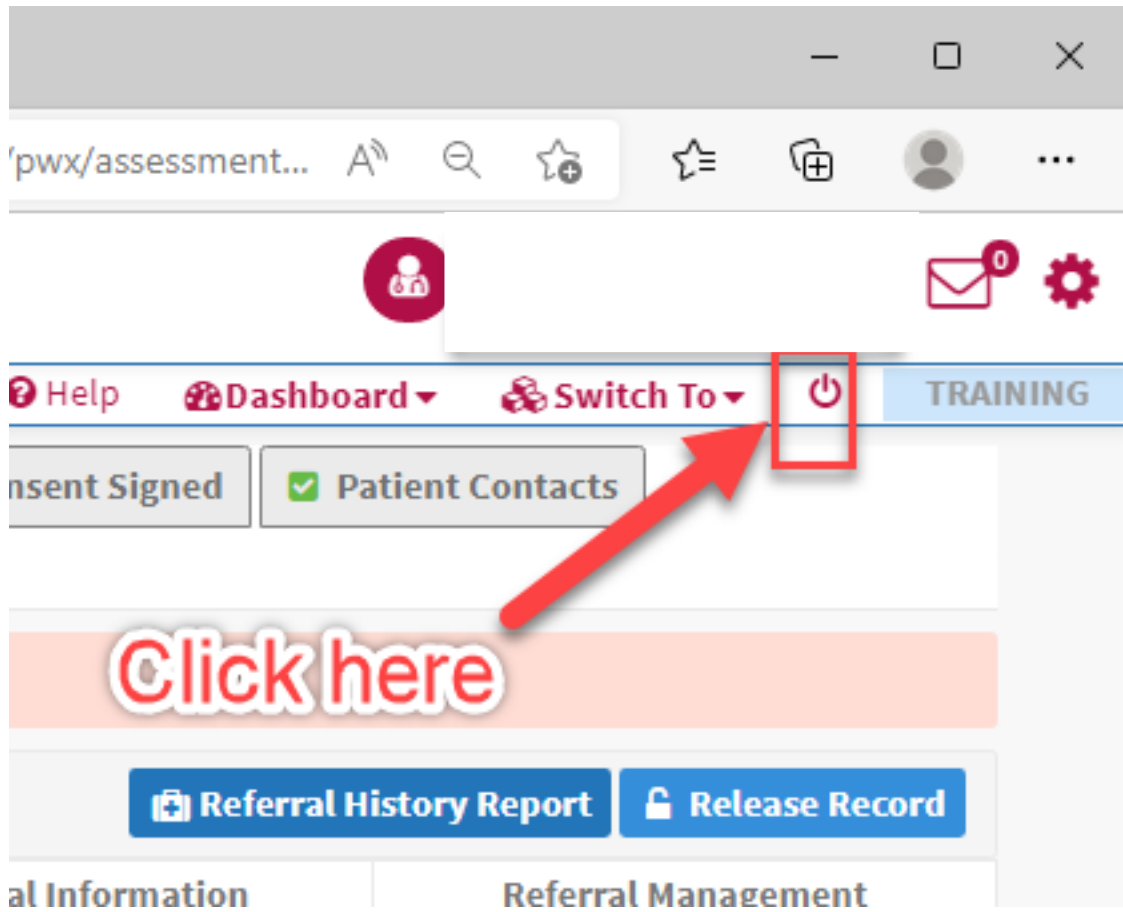 /pwx/assessment... A
0
Help Dashboard Switch To TRAINING
nsent Signed Patient Contacts
Click here
Referral History Report Release Record
al Information Referral Management